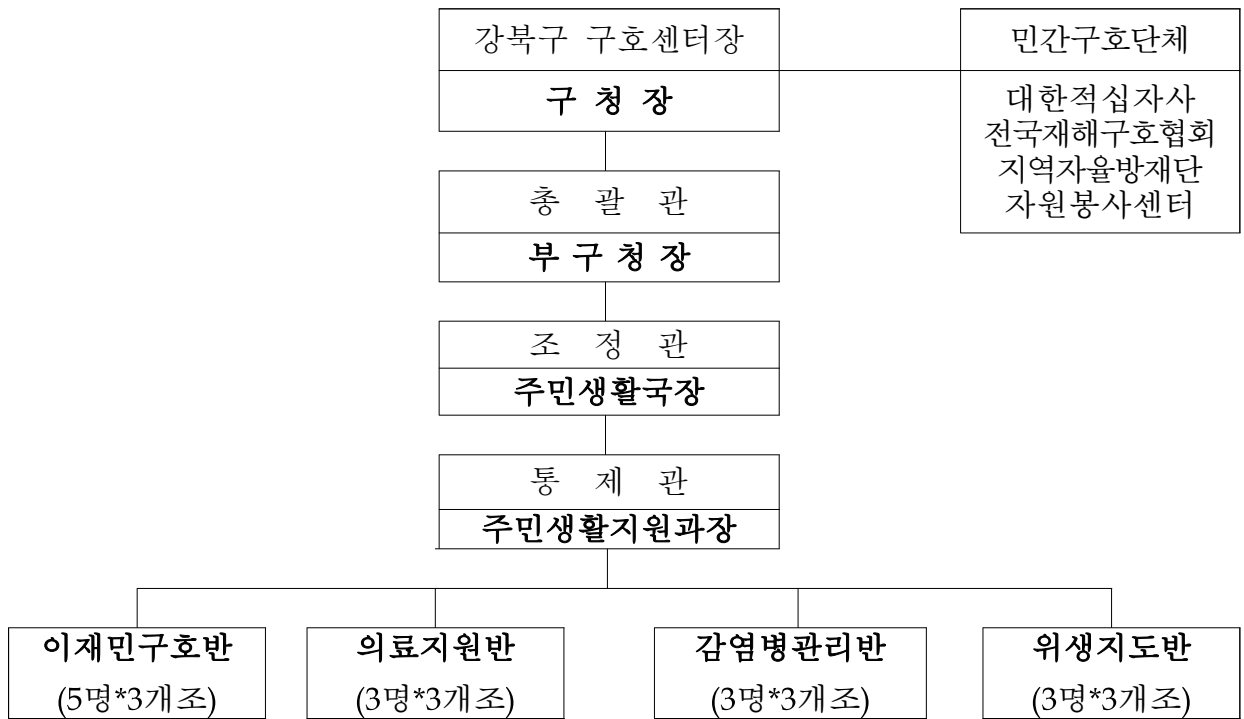 강북구 구호센터장
구 청 장
민간구호단체
대한적십자사
전국재해구호협회
지역자율방재단
자원봉사센터
총 괄 관
부 구 청 장
조 정 관
주민생활국장
통 제 관
주민생활지원과장
이재민구호반
(5명*3개조)
의료지원반
(3명*3개조)
감염병관리반
(3명*3개조)
위생지도반
(3명*3개조)